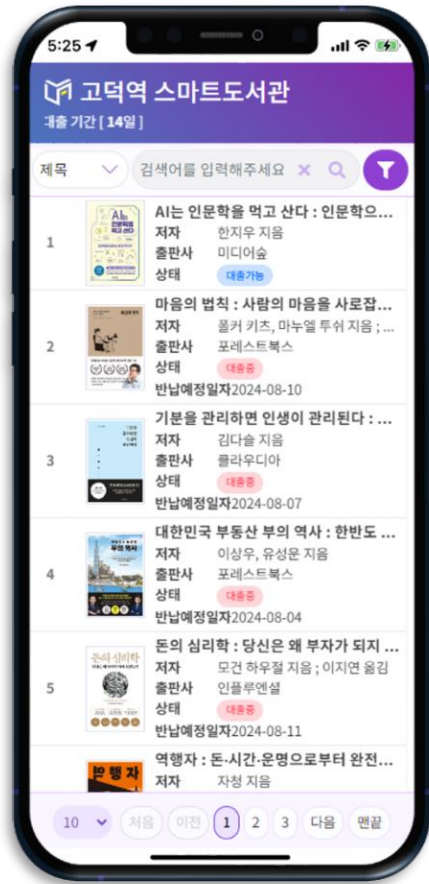 5:25
고덕역 스마트도서관
대출 기간 [ 14일 ]
제목 검색어를 입력해주세요
1
AI는 인문학을 먹고 산다 : 인문학으...
저자 한지우 지음
출판사 미디어숲
상태 대출가능
2
마음의 법칙 : 사람의 마음을 사로잡...
저자 폴커 키츠, 마누엘 투쉬 지음 ; ...
출판사 포레스트북스
상태 대출중
반납예정일자2024-08-10
3
기분을 관리하면 인생이 관리된다 : ...
저자 김다슬 지음
출판사 클라우디아
상태 대출중
반납예정일자2024-08-07
4
부의 역사
대한민국 부동산 부의 역사 : 한반도 ...
저자 이상우, 유성운 지음
출판사 포레스트북스
상태 대출중
반납예정일자2024-08-04
5
돈의 심리학
돈의 심리학 : 당신은 왜 부자가 되지 ...
저자 모건 하우절 지음 ; 이지연 옮김
출판사 인플루엔셜
상태 대출중
반납예정일자2024-08-11
역행자
역행자 : 돈·시간·운명으로부터 완전...
저자 자청 지음
10 처음 이전 1 2 3 다음 맨끝